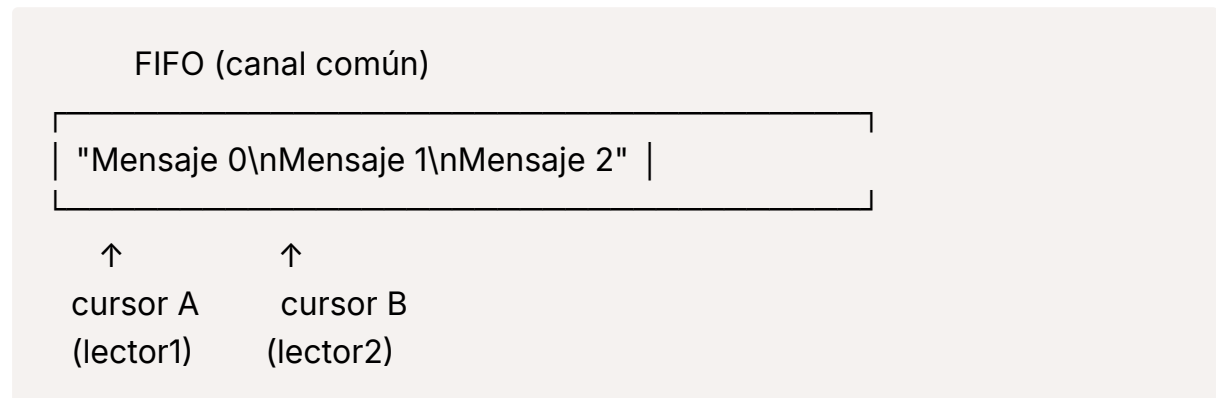 FIFO (canal común)
"Mensaje 0\nMensaje 1\nMensaje 2"
↑ ↑
cursor A cursor B
(lector1) (lector2)